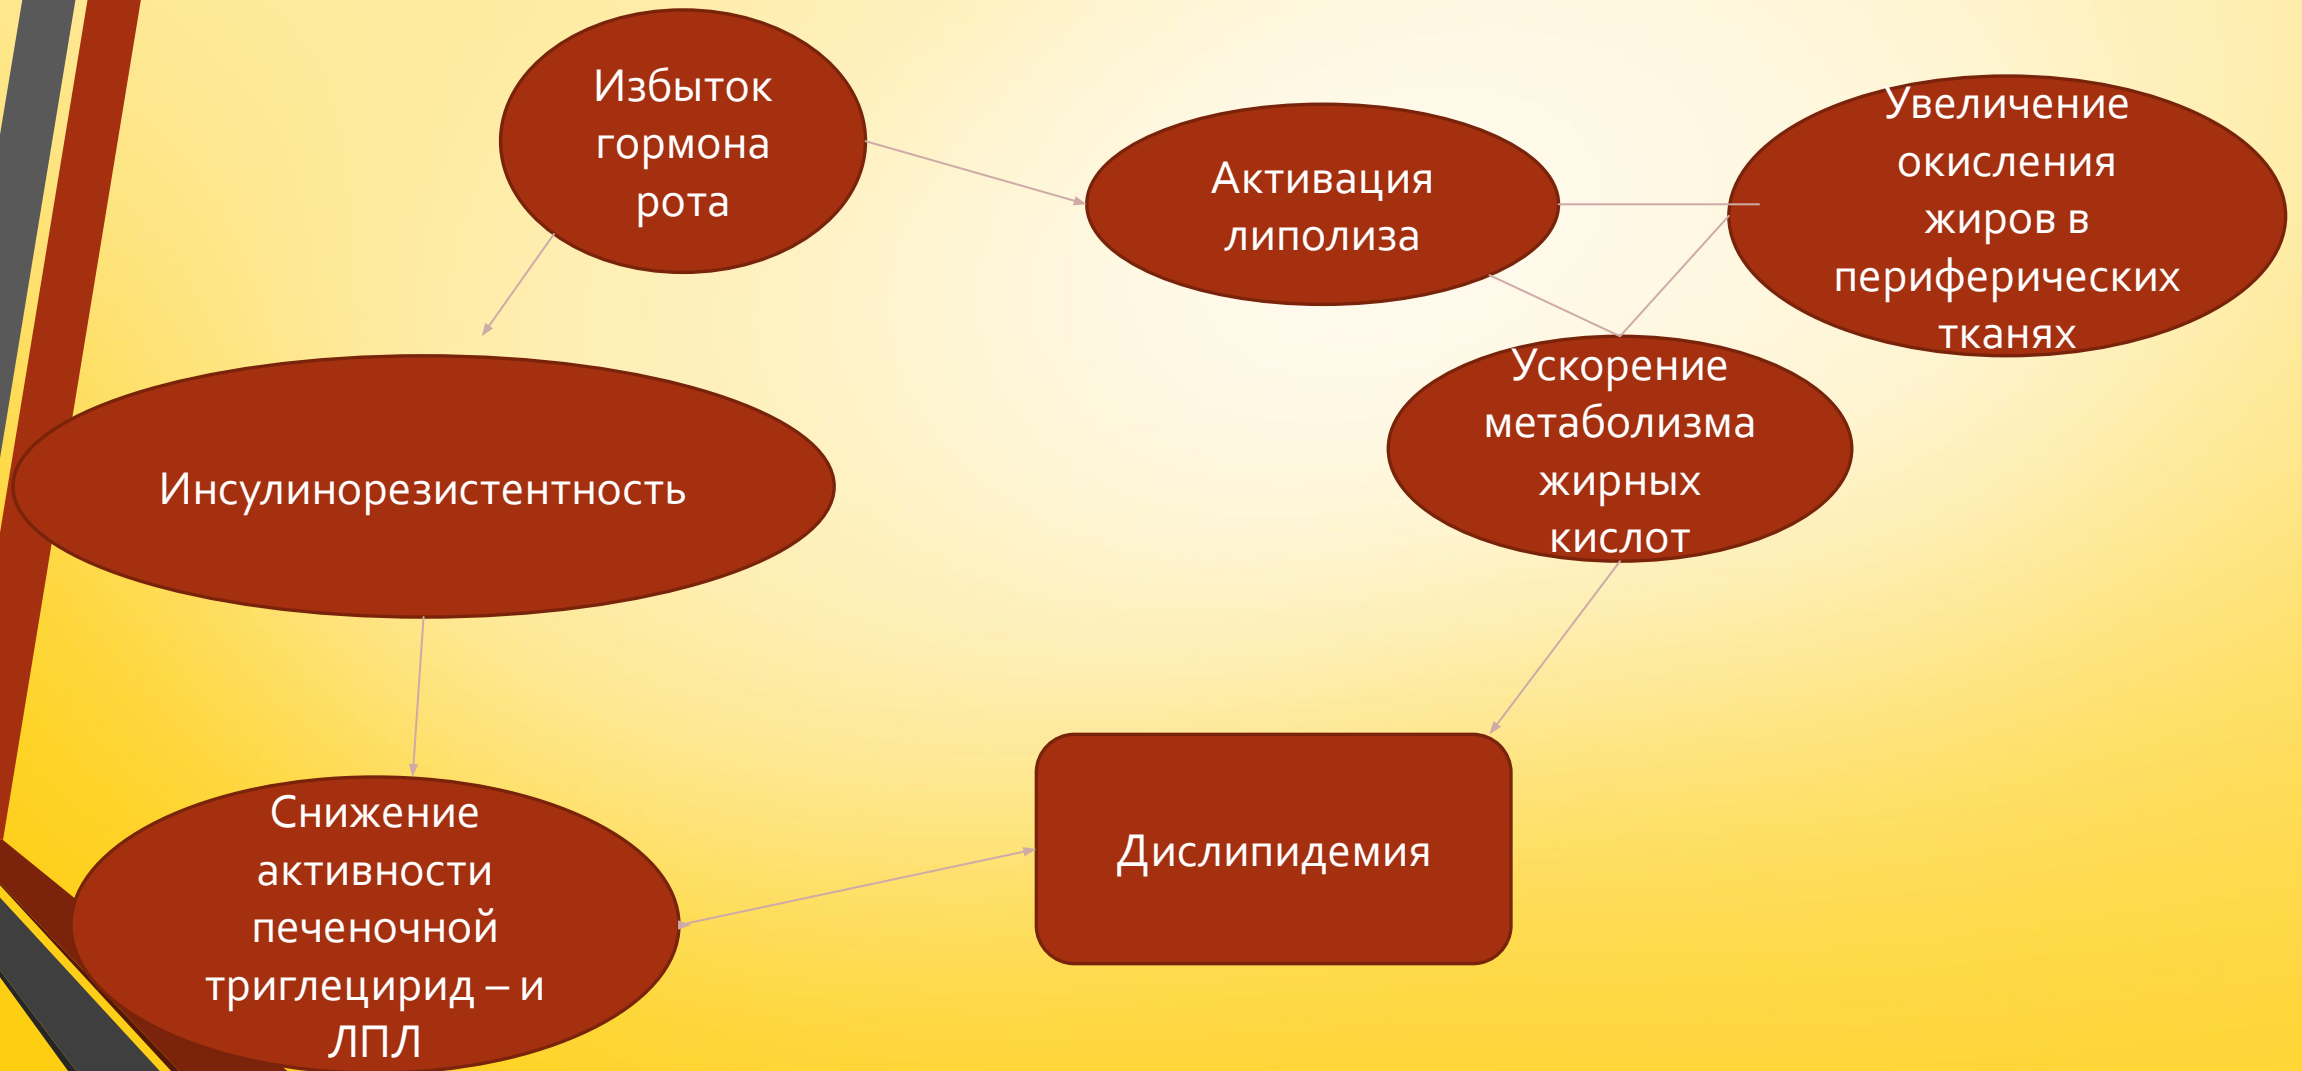 Избыток
гормона
рота
Активация
липолиза
Увеличение
окисления
жиров в
периферических
тканях
Ускорение
метаболизма
жирных
кислот
Инсулинорезистентность
Снижение
активности
печеночной
триглецирид – и
ЛПЛ
Дислипидемия